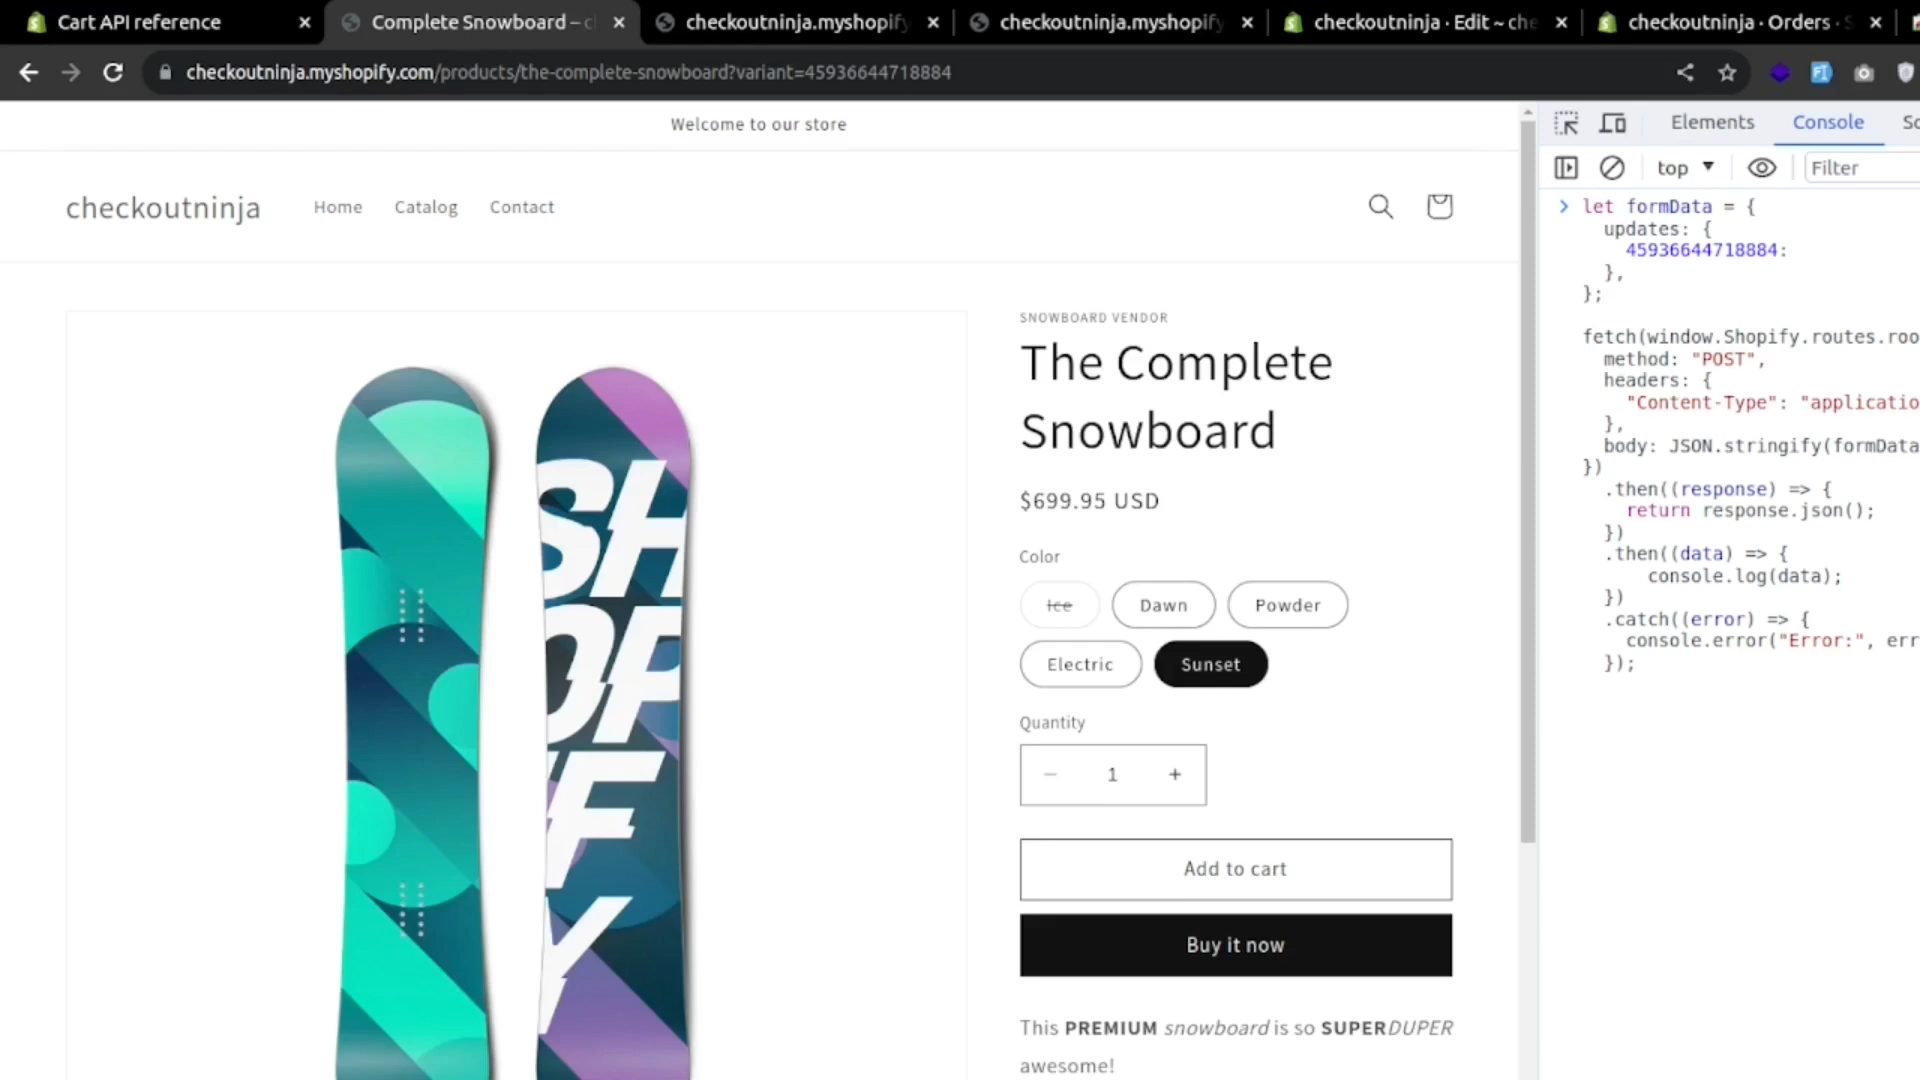 Cart API reference
Complete Snowboard – c
checkoutninja.myshopify
checkoutninja.myshopify
checkoutninja · Edit ~ che
checkoutninja · Orders · S
checkoutninja.myshopify.com/products/the-complete-snowboard?variant=45936644718884
Welcome to our store
checkoutninja
Home
Catalog
Contact
SNOWBOARD VENDOR
The Complete
Snowboard
$699.95 USD
Color
Ice
Dawn
Powder
Electric
Sunset
Quantity
− 1 +
Add to cart
Buy it now
This PREMIUM snowboard is so SUPERDUPER
awesome!
SH
OP
IF
Y
Elements
Console
So
top
Filter
let formData = {
updates: {
45936644718884:
},
};
fetch(window.Shopify.routes.roo
method: "POST",
headers: {
"Content-Type": "applicatio
},
body: JSON.stringify(formData
})
.then((response) => {
return response.json();
})
.then((data) => {
console.log(data);
})
.catch((error) => {
console.error("Error:", err
});